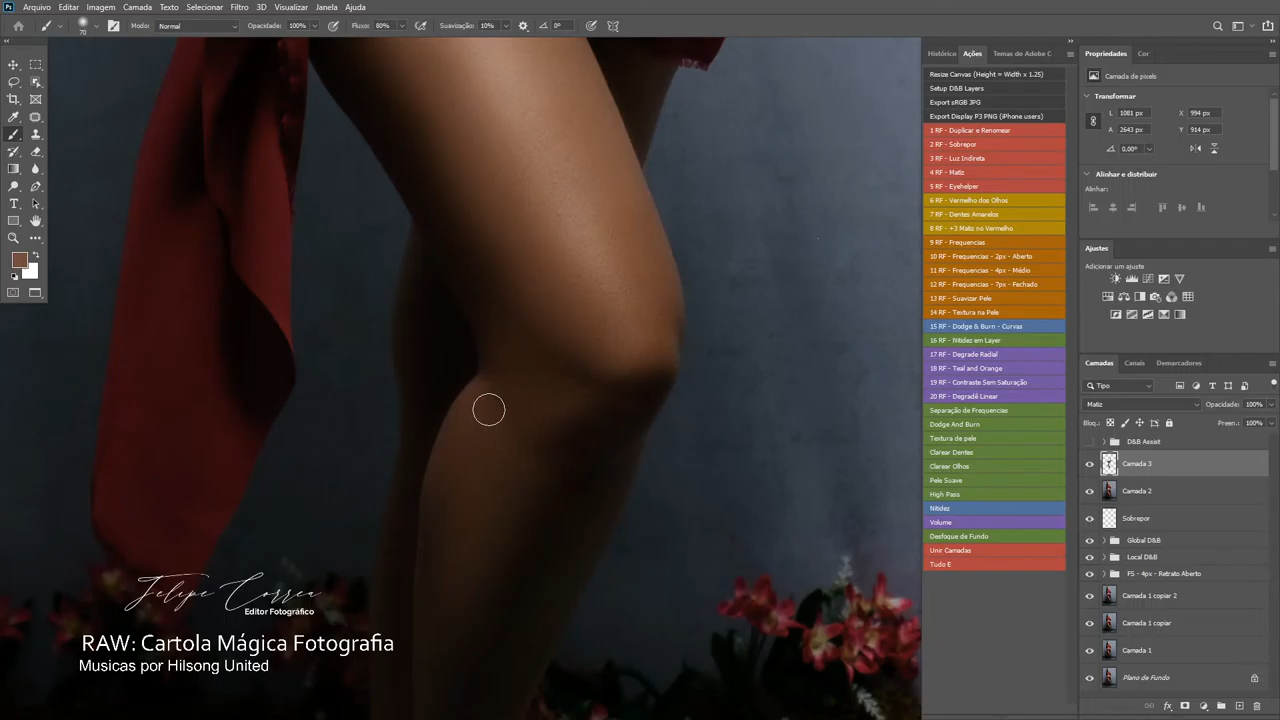 Arquivo Editar Imagem Camada Texto Selecionar Filtro 3D Visualizar Janela Ajuda
70 Modo: Normal Opacidade: 100% Fluxo: 80% Suavização: 10% 0°
Histórico Ações Temas do Adobe C
Resize Canvas (Height = Width x 1.25)
Setup D&B Layers
Export sRGB JPG
Export Display P3 PNG (iPhone users)
1 RF - Duplicar e Renomear
2 RF - Sobrepor
3 RF - Luz Indireta
4 RF - Matiz
5 RF - Eyehelper
6 RF - Vermelho dos Olhos
7 RF - Dentes Amarelos
8 RF - +3 Matiz no Vermelho
9 RF - Frequencias
10 RF - Frequencias - 2px - Aberto
11 RF - Frequencias - 4px - Médio
12 RF - Frequencias - 7px - Fechado
13 RF - Suavizar Pele
14 RF - Textura na Pele
15 RF - Dodge & Burn - Curvas
16 RF - Nitidez em Layer
17 RF - Degrade Radial
18 RF - Teal and Orange
19 RF - Contraste Sem Saturação
20 RF - Degradê Linear
Separação de Frequencias
Dodge And Burn
Textura de pele
Clarear Dentes
Clarear Olhos
Pele Suave
High Pass
Nitidez
Volume
Desfoque de Fundo
Unir Camadas
Tudo E
Propriedades Cor
Camada de pixels
Transformar
L 1081 px X 994 px
A 2643 px Y 914 px
0,00°
Alinhar e distribuir
Alinhar:
Ajustes
Adicionar um ajuste
Camadas Canais Demarcadores
Tipo
Matiz Opacidade: 100%
Bloq.: Preen.: 100%
D&B Assist
Camada 3
Camada 2
Sobrepor
Global D&B
Local D&B
FS - 4px - Retrato Aberto
Camada 1 copiar 2
Camada 1 copiar
Camada 1
Plano de Fundo
Felipe Correa
Editor Fotográfico
RAW: Cartola Mágica Fotografia
Musicas por Hilsong United